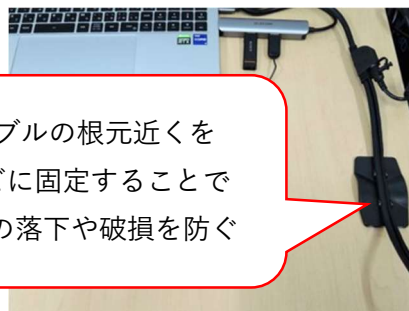 ブルの根元近くを
に固定することで
の落下や破損を防ぐ